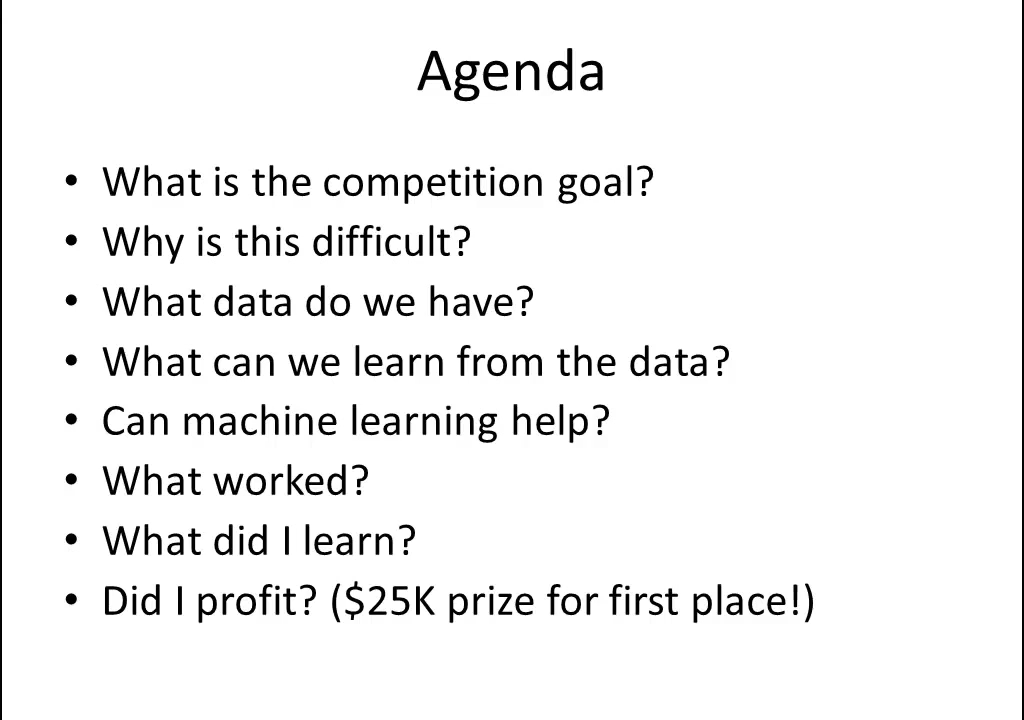 Agenda
• What is the competition goal?
• Why is this difficult?
• What data do we have?
• What can we learn from the data?
• Can machine learning help?
• What worked?
• What did I learn?
• Did I profit? ($25K prize for first place!)